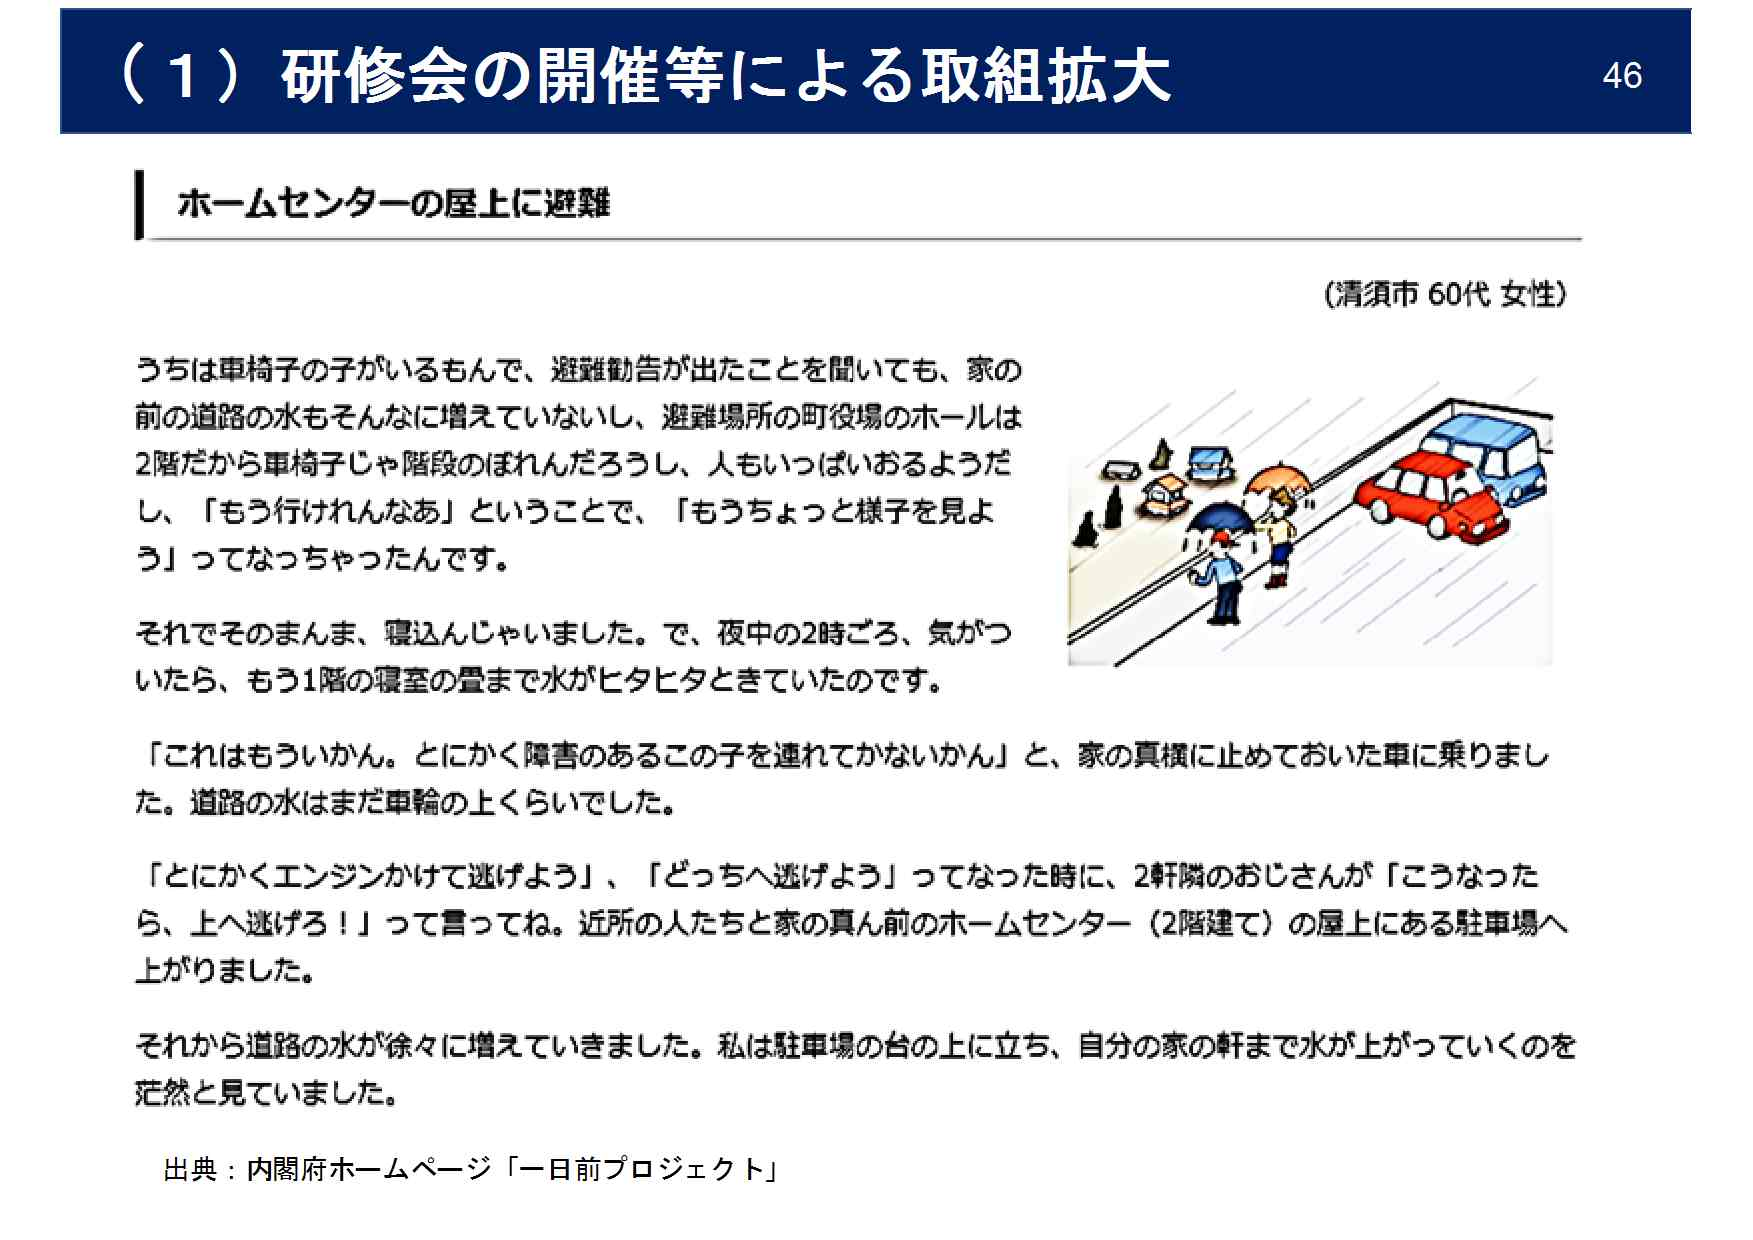 （１）研修会の開催等による取組拡大
46
ホームセンターの屋上に避難
（清須市 60代 女性）
うちは車椅子の子がいるもんで、避難勧告が出たことを聞いても、家の
前の道路の水もそんなに増えていないし、避難場所の町役場のホールは
2階だから車椅子じゃ階段のぼれんだろうし、人もいっぱいおるようだ
し、「もう行けれんなあ」ということで、「もうちょっと様子を見よ
う」ってなっちゃったんです。
それでそのまんま、寝込んじゃいました。で、夜中の2時ごろ、気がつ
いたら、もう1階の寝室の畳まで水がヒタヒタときていたのです。
「これはもういかん。とにかく障害のあるこの子を連れてかないかん」と、家の真横に止めておいた車に乗りまし
た。道路の水はまだ車輪の上くらいでした。
「とにかくエンジンかけて逃げよう」、「どっちへ逃げよう」ってなった時に、2軒隣のおじさんが「こうなった
ら、上へ逃げろ！」って言ってね。近所の人たちと家の真ん前のホームセンター（2階建て）の屋上にある駐車場へ
上がりました。
それから道路の水が徐々に増えていきました。私は駐車場の台の上に立ち、自分の家の軒まで水が上がっていくのを
茫然と見ていました。
出典：内閣府ホームページ「一日前プロジェクト」